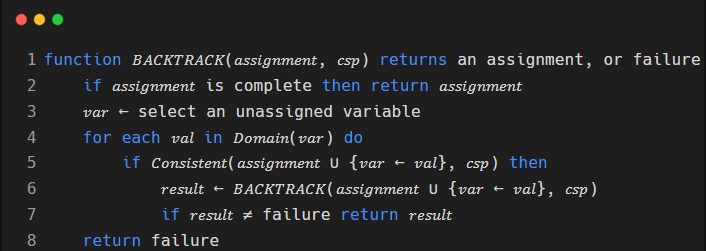 1 function BACKTRACK(assignment, csp) returns an assignment, or failure
2 if assignment is complete then return assignment
3 var ← select an unassigned variable
4 for each val in Domain(var) do
5 if Consistent(assignment ∪ {var ← val}, csp) then
6 result ← BACKTRACK(assignment ∪ {var ← val}, csp)
7 if result ≠ failure return result
8 return failure